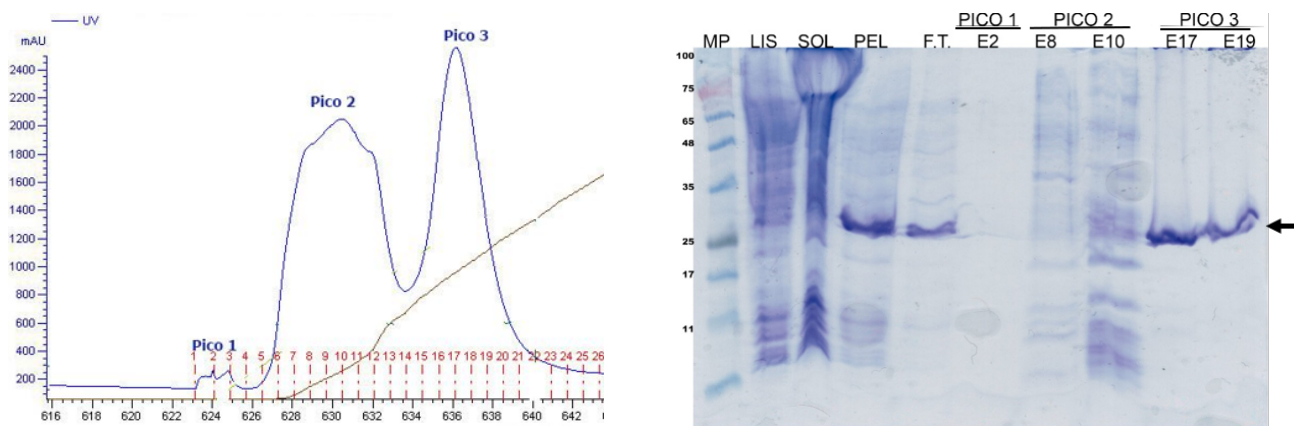 UV
mAU
Pico 3
2400
2200
Pico 2
2000
1800
1600
1400
1200
1000
800
600
400
Pico 1
200
1 2 3 4 5 6 7 8 9 10 11 12 13 14 15 16 17 18 19 20 21 22 23 24 25 26
616 618 620 622 624 626 628 630 632 634 636 638 640 642
PICO 1 PICO 2 PICO 3
MP LIS SOL PEL F.T. E2 E8 E10 E17 E19
100
75
65
48
35
25
17
11